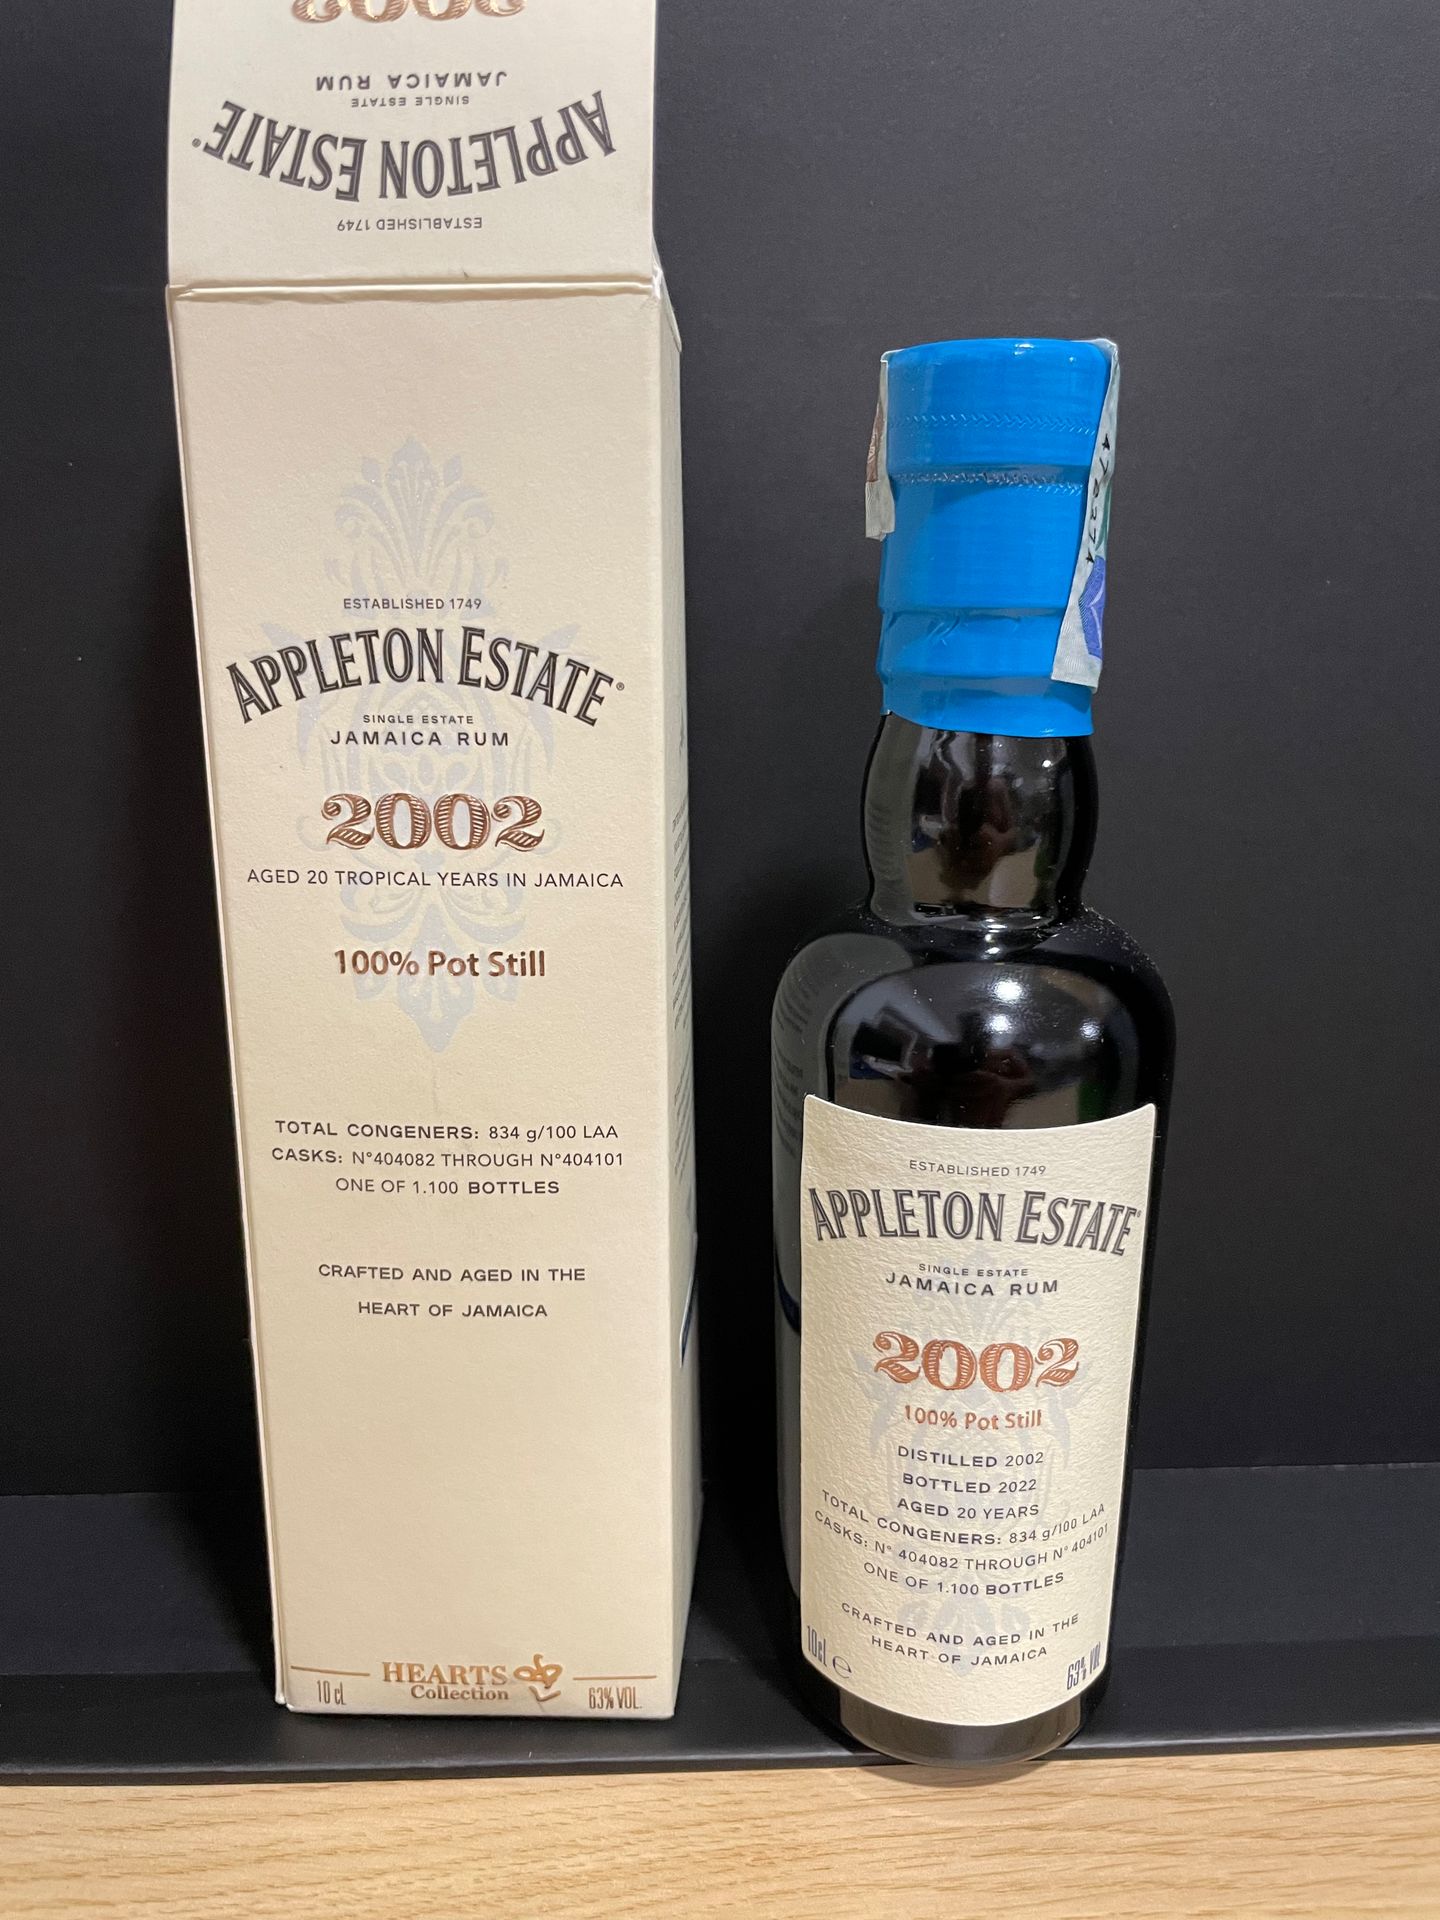 2002
JAMAICA RUM
SINGLE ESTATE
APPLETON ESTATE®
ESTABLISHED 1749
ESTABLISHED 1749
APPLETON ESTATE®
SINGLE ESTATE
JAMAICA RUM
2002
AGED 20 TROPICAL YEARS IN JAMAICA
100% Pot Still
TOTAL CONGENERS: 834 g/100 LAA
CASKS: N°404082 THROUGH N°404101
ONE OF 1.100 BOTTLES
CRAFTED AND AGED IN THE
HEART OF JAMAICA
HEARTS
Collection
10 cl
63% VOL.
ESTABLISHED 1749
APPLETON ESTATE®
SINGLE ESTATE
JAMAICA RUM
2002
100% Pot Still
DISTILLED 2002
BOTTLED 2022
AGED 20 YEARS
TOTAL CONGENERS: 834 g/100 LAA
CASKS: N° 404082 THROUGH N° 404101
ONE OF 1.100 BOTTLES
CRAFTED AND AGED IN THE
HEART OF JAMAICA
10cl e
63% VOL